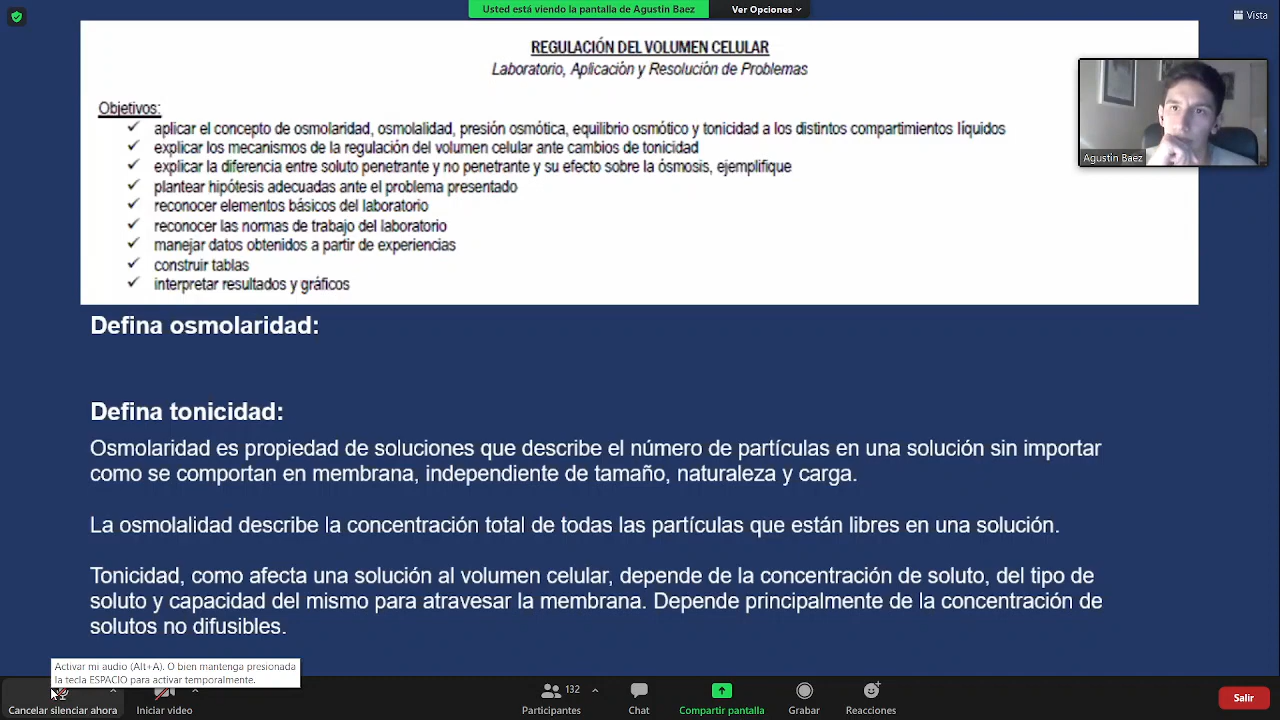 Usted está viendo la pantalla de Agustin Baez
Ver Opciones
Vista
REGULACIÓN DEL VOLUMEN CELULAR
Laboratorio, Aplicación y Resolución de Problemas
Objetivos:
✓ aplicar el concepto de osmolaridad, osmolalidad, presión osmótica, equilibrio osmótico y tonicidad a los distintos compartimientos líquidos
✓ explicar los mecanismos de la regulación del volumen celular ante cambios de tonicidad
✓ explicar la diferencia entre soluto penetrante y no penetrante y su efecto sobre la ósmosis, ejemplifique
✓ plantear hipótesis adecuadas ante el problema presentado
✓ reconocer elementos básicos del laboratorio
✓ reconocer las normas de trabajo del laboratorio
✓ manejar datos obtenidos a partir de experiencias
✓ construir tablas
✓ interpretar resultados y gráficos
Agustin Baez
Defina osmolaridad:
Defina tonicidad:
Osmolaridad es propiedad de soluciones que describe el número de partículas en una solución sin importar
como se comportan en membrana, independiente de tamaño, naturaleza y carga.
La osmolalidad describe la concentración total de todas las partículas que están libres en una solución.
Tonicidad, como afecta una solución al volumen celular, depende de la concentración de soluto, del tipo de
soluto y capacidad del mismo para atravesar la membrana. Depende principalmente de la concentración de
solutos no difusibles.
Activar mi audio (Alt+A). O bien mantenga presionada
la tecla ESPACIO para activar temporalmente.
Cancelar silenciar ahora
Iniciar video
132
Participantes
Chat
Compartir pantalla
Grabar
Reacciones
Salir